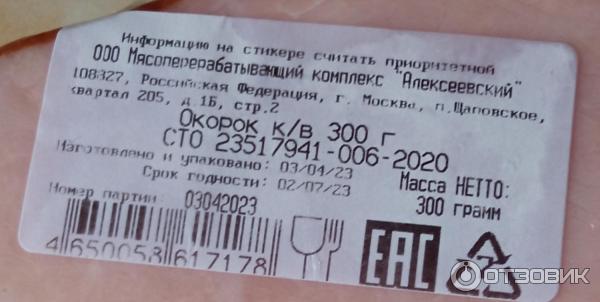 Информацию на стикере считать приоритетной
ООО Мясоперерабатывающий комплекс "Алексеевский"
108827, Российская Федерация, г. Москва, п.Щаповское,
квартал 205, д.1Б, стр.2
Окорок к/в 300 г
СТО 23517941-006-2020
Изготовлено и упаковано: 03/04/23
Срок годности: 02/07/23
Масса НЕТТО:
300 грамм
Номер партии: 03042023
4 650058 617178
EAC
7
ОТЗОВИК